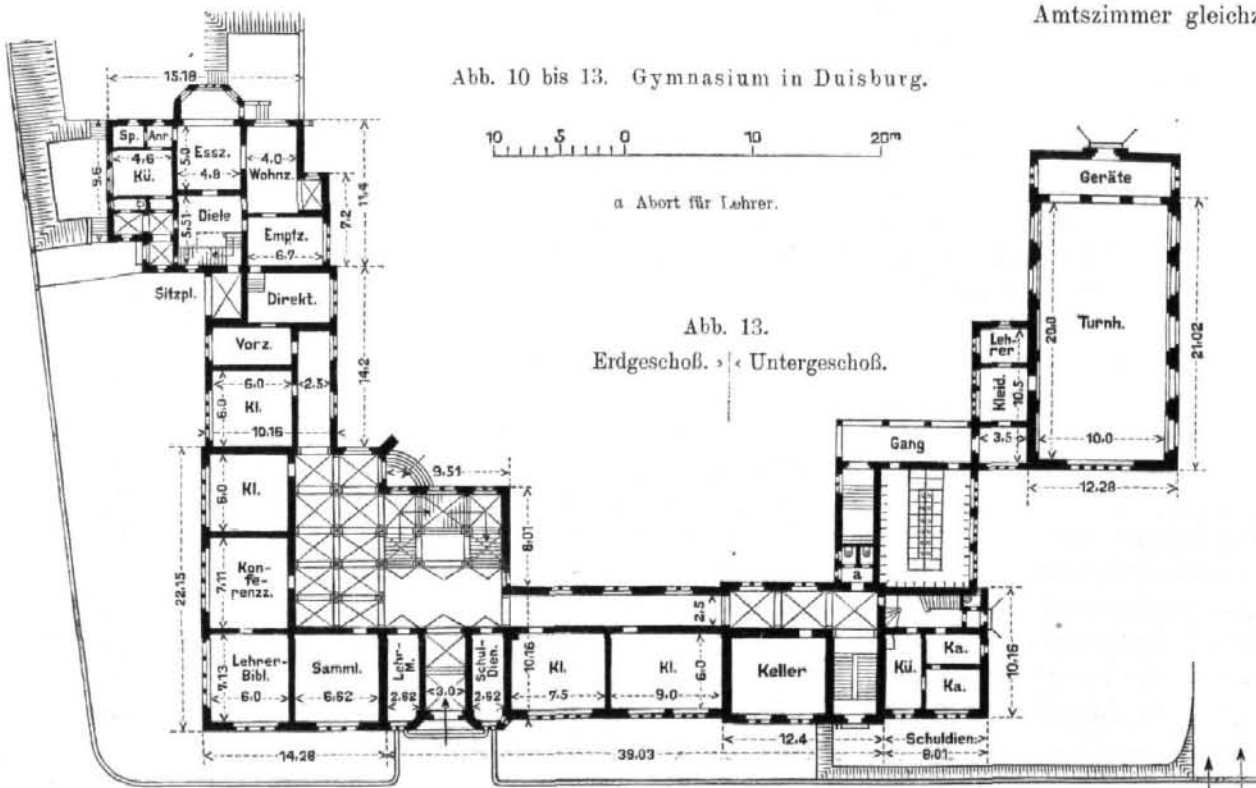 Amtszimmer gleichz
Abb. 10 bis 13. Gymnasium in Duisburg.
10 5 0 10 20m
a Abort für Lehrer.
Abb. 13.
Erdgeschoß. › ‹ Untergeschoß.
15.18
Sp. Anr.
4.6
Kü.
9.6
5.0
Essz.
4.8
4.0
Wohnz.
5.51
Diele
Empfz.
6.7
7.2
11.4
Sitzpl.
Direkt.
Vorz.
6.0
6.0
Kl.
2.5
10.16
14.2
9.51
6.0
Kl.
7.11
Kon-
fe-
renzz.
22.15
7.13
Lehrer-
Bibl.
6.0
Samml.
6.62
Lehr.
M.
2.62
3.0
Schul-
Dien.
2.62
8.01
10.16
Kl.
7.5
Kl.
9.0
6.0
2.5
Keller
a
Kü.
Ka.
Ka.
10.16
14.28
39.03
12.4
Schuldien.
8.01
Geräte
Turnh.
20.0
10.0
21.02
12.28
Leh-
rer
Kleid.
10.5
3.5
Gang